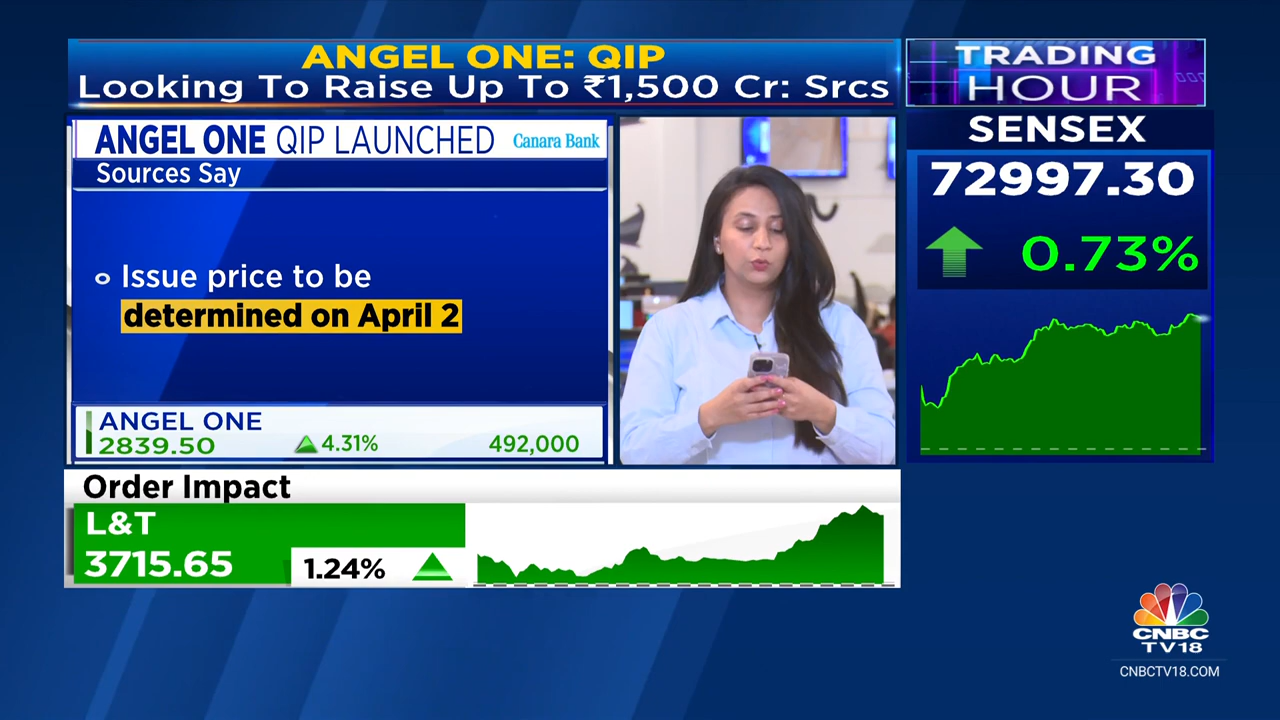 ANGEL ONE: QIP
Looking To Raise Up To ₹1,500 Cr: Srcs
TRADING
HOUR
ANGEL ONE QIP LAUNCHED
Canara Bank
Sources Say
Issue price to be
determined on April 2
ANGEL ONE
2839.50 4.31% 492,000
SENSEX
72997.30
0.73%
Order Impact
L&T
3715.65 1.24%
CNBC
TV18
CNBCTV18.COM